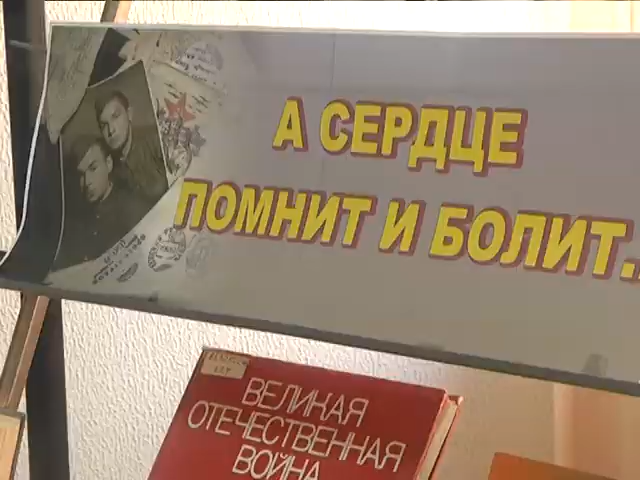 А СЕРДЦЕ
ПОМНИТ И БОЛИТ..
ВЕЛИКАЯ
ОТЕЧЕСТВЕННАЯ
ВОЙНА